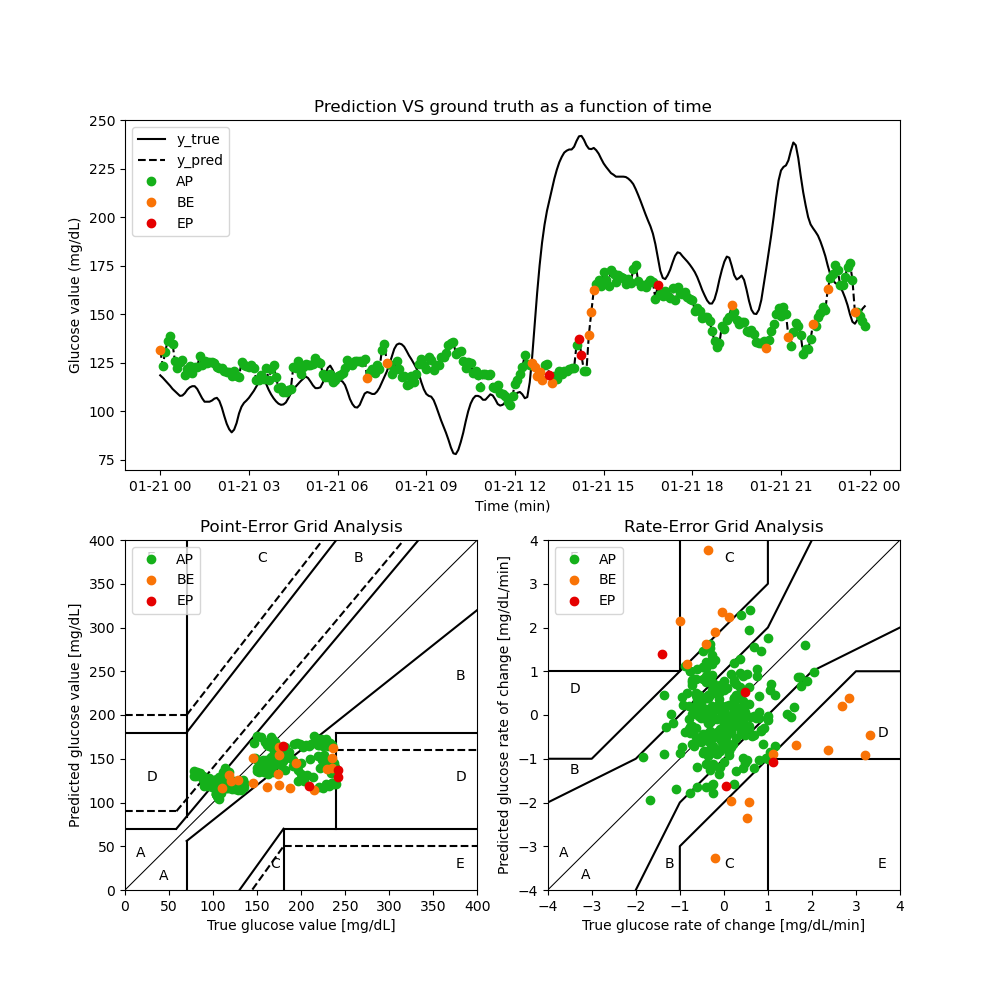 Prediction VS ground truth as a function of time
Glucose value (mg/dL)
250
225
200
175
150
125
100
75
y_true
y_pred
AP
BE
EP
01-21 00 01-21 03 01-21 06 01-21 09 01-21 12 01-21 15 01-21 18 01-21 21 01-22 00
Time (min)
Point-Error Grid Analysis
Predicted glucose value [mg/dL]
400
350
300
250
200
150
100
50
0
AP
BE
EP
C
B
B
D
D
A
A
C
E
0 50 100 150 200 250 300 350 400
True glucose value [mg/dL]
Rate-Error Grid Analysis
Predicted glucose rate of change [mg/dL/min]
4
3
2
1
0
−1
−2
−3
−4
AP
BE
EP
C
D
D
B
A
A
B
C
E
−4 −3 −2 −1 0 1 2 3 4
True glucose rate of change [mg/dL/min]